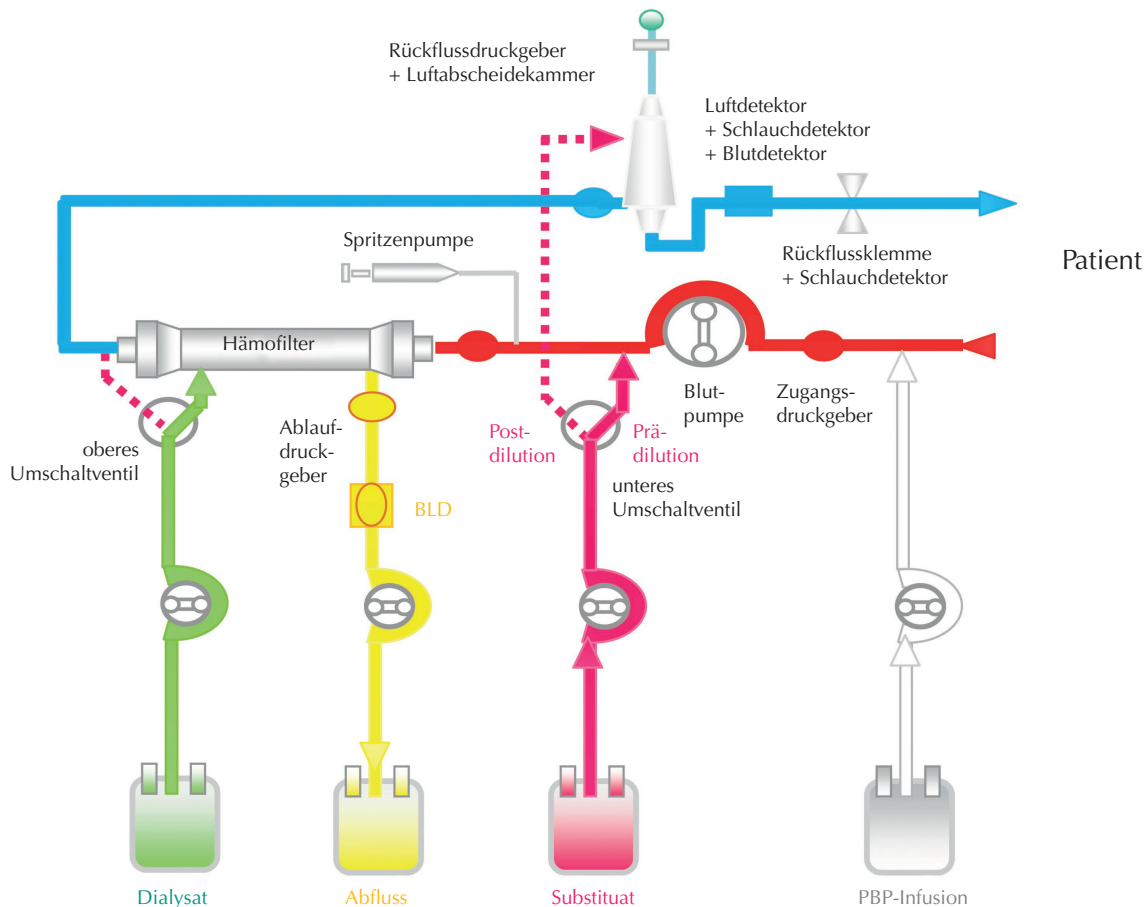 Rückflussdruckgeber
+ Luftabscheidekammer
Luftdetektor
+ Schlauchdetektor
+ Blutdetektor
Spritzenpumpe
Rückflussklemme
+ Schlauchdetektor
Patient
Hämofilter
Blut-
pumpe
Zugangs-
druckgeber
oberes
Umschaltventil
Ablauf-
druck-
geber
Post-
dilution
Prä-
dilution
unteres
Umschaltventil
BLD
Dialysat
Abfluss
Substituat
PBP-Infusion